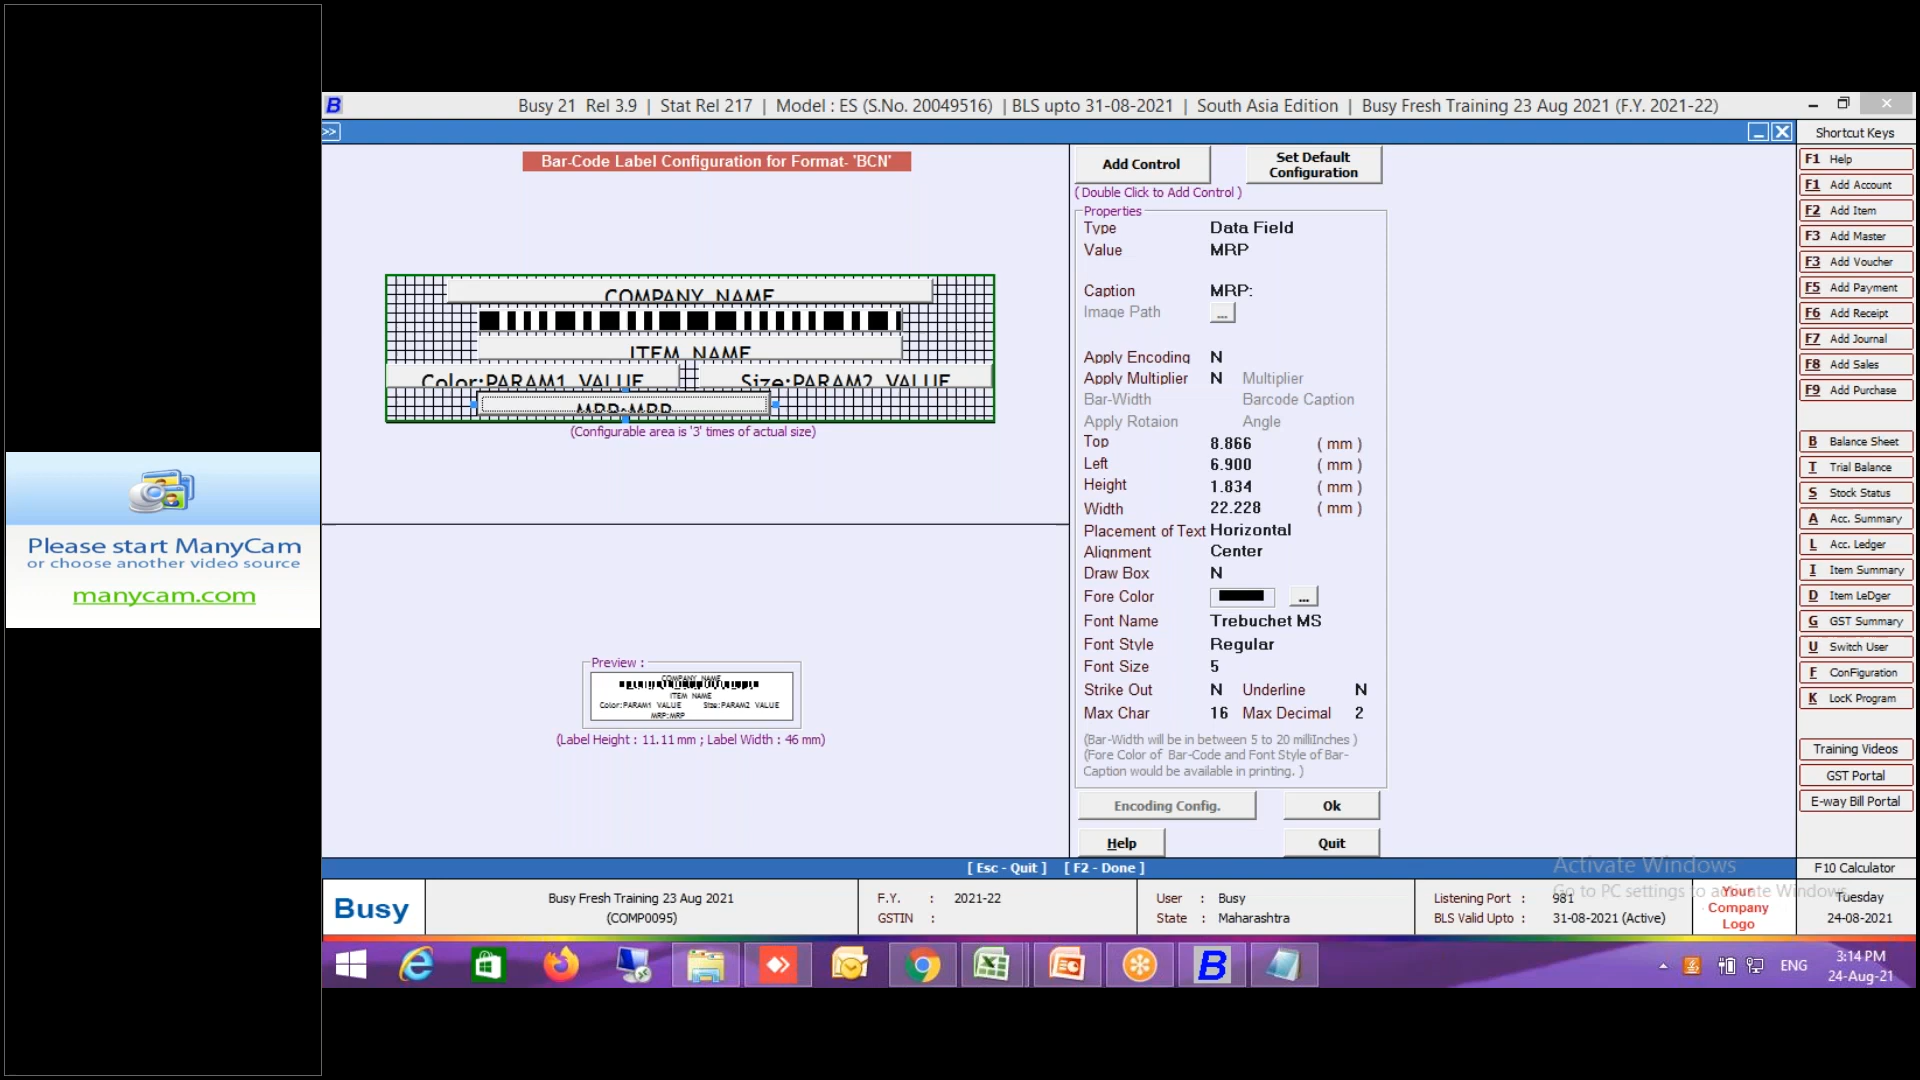 Busy 21 Rel 3.9 | Stat Rel 217 | Model : ES (S.No. 20049516) | BLS upto 31-08-2021 | South Asia Edition | Busy Fresh Training 23 Aug 2021 (F.Y. 2021-22)
>>
Shortcut Keys
Bar-Code Label Configuration for Format- 'BCN'
COMPANY NAME
ITEM NAME
Color:PARAM1 VALUE Size:PARAM2 VALUE
MRP:MRP
(Configurable area is '3' times of actual size)
Preview :
COMPANY NAME
ITEM NAME
Color:PARAM1 VALUE Size:PARAM2 VALUE
MRP:MRP
(Label Height : 11.11 mm ; Label Width : 46 mm)
Add Control
Set Default Configuration
( Double Click to Add Control )
Properties
Type Data Field
Value MRP
Caption MRP:
Image Path ...
Apply Encoding N
Apply Multiplier N Multiplier
Bar-Width Barcode Caption
Apply Rotaion Angle
Top 8.866 ( mm )
Left 6.900 ( mm )
Height 1.834 ( mm )
Width 22.228 ( mm )
Placement of Text Horizontal
Alignment Center
Draw Box N
Fore Color ...
Font Name Trebuchet MS
Font Style Regular
Font Size 5
Strike Out N Underline N
Max Char 16 Max Decimal 2
(Bar-Width will be in between 5 to 20 milliInches )
(Fore Color of Bar-Code and Font Style of Bar-
Caption would be available in printing. )
Encoding Config. Ok
Help Quit
F1 Help
F1 Add Account
F2 Add Item
F3 Add Master
F3 Add Voucher
F5 Add Payment
F6 Add Receipt
F7 Add Journal
F8 Add Sales
F9 Add Purchase
B Balance Sheet
T Trial Balance
S Stock Status
A Acc. Summary
L Acc. Ledger
I Item Summary
D Item LeDger
G GST Summary
U Switch User
F ConFiguration
K LocK Program
Training Videos
GST Portal
E-way Bill Portal
F10 Calculator
Please start ManyCam
or choose another video source
manycam.com
[ Esc - Quit ] [ F2 - Done ]
Activate Windows
Go to PC settings to activate Windows.
Busy
Busy Fresh Training 23 Aug 2021
(COMP0095)
F.Y. : 2021-22
GSTIN :
User : Busy
State : Maharashtra
Listening Port : 981
BLS Valid Upto : 31-08-2021 (Active)
Your
Company
Logo
Tuesday
24-08-2021
ENG
3:14 PM
24-Aug-21